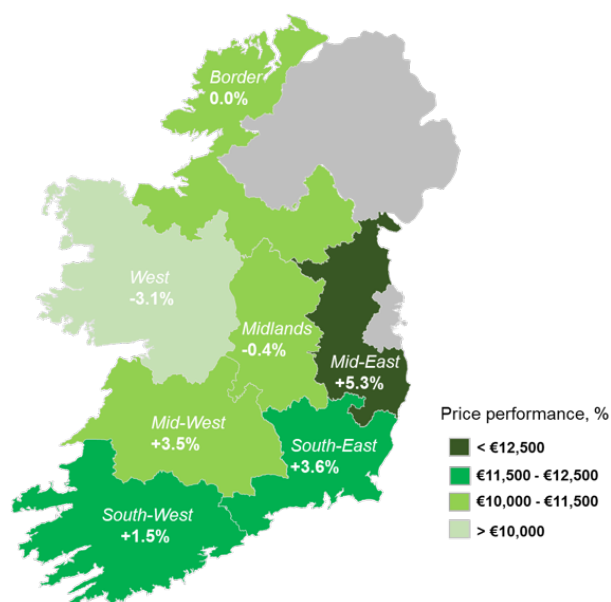 Border
0.0%
West
-3.1%
Midlands
-0.4%
Mid-East
+5.3%
Mid-West
+3.5%
South-East
+3.6%
South-West
+1.5%
Price performance, %
< €12,500
€11,500 - €12,500
€10,000 - €11,500
> €10,000